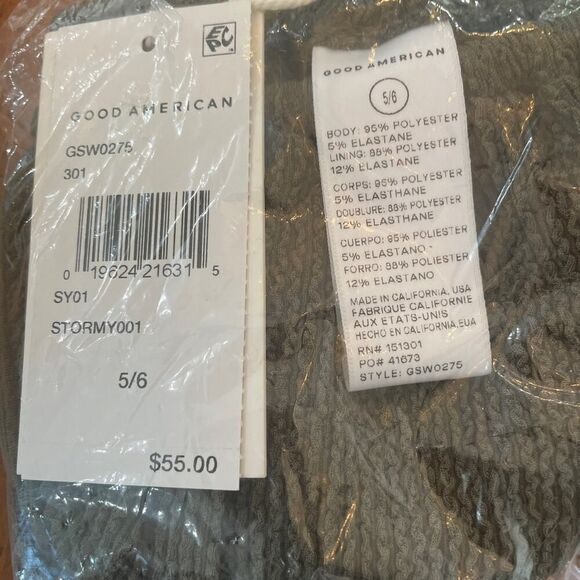 GOOD AMERICAN
GSW0275
301
0 19624 21631 5
SY01
STORMY001
5/6
$55.00
GOOD AMERICAN
5/6
BODY: 95% POLYESTER
5% ELASTANE
LINING: 88% POLYESTER
12% ELASTANE
CORPS: 95% POLYESTER
5% ELASTHANE
DOUBLURE: 88% POLYESTER
12% ELASTHANE
CUERPO: 95% POLIESTER
5% ELASTANO
FORRO: 88% POLIESTER
12% ELASTANO
MADE IN CALIFORNIA, USA
FABRIQUE CALIFORNIE
AUX ETATS-UNIS
HECHO EN CALIFORNIA,EUA
RN# 151301
PO# 41673
STYLE: GSW0275